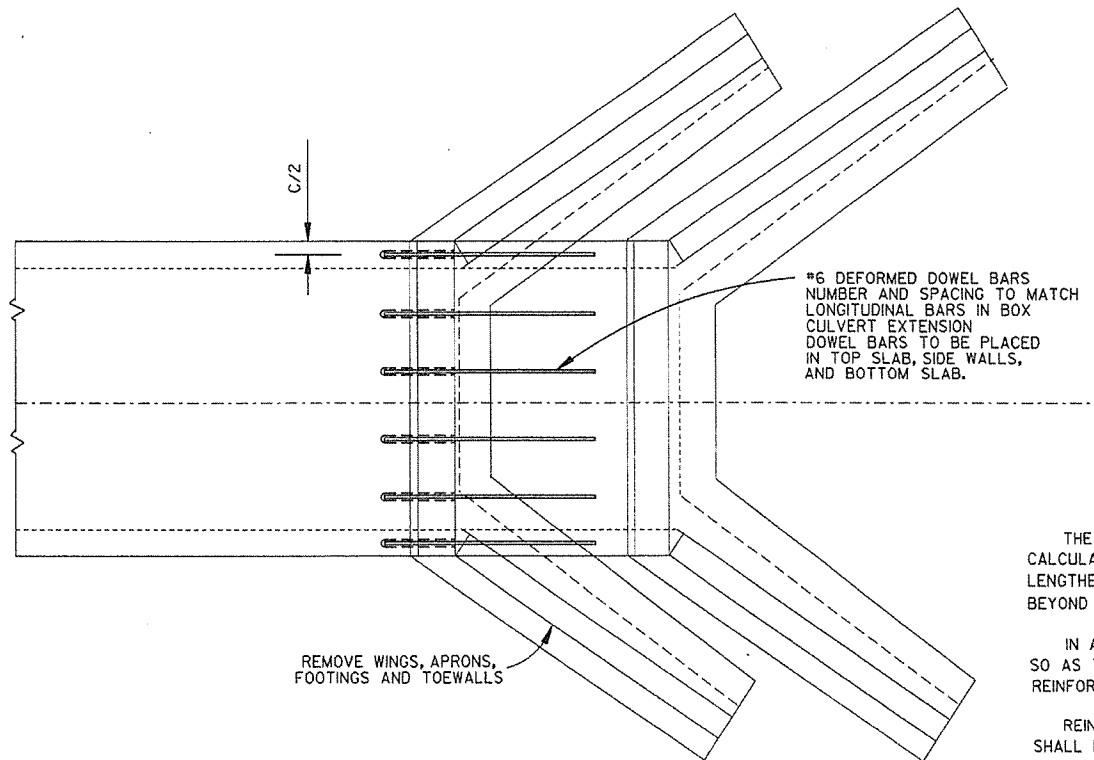 C/2
#6 DEFORMED DOWEL BARS
NUMBER AND SPACING TO MATCH
LONGITUDINAL BARS IN BOX
CULVERT EXTENSION
DOWEL BARS TO BE PLACED
IN TOP SLAB, SIDE WALLS,
AND BOTTOM SLAB.
REMOVE WINGS, APRONS,
FOOTINGS AND TOEWALLS
THE
CALCULA
LENGTHE
BEYOND
IN A
SO AS
REINFOR
REIN
SHALL